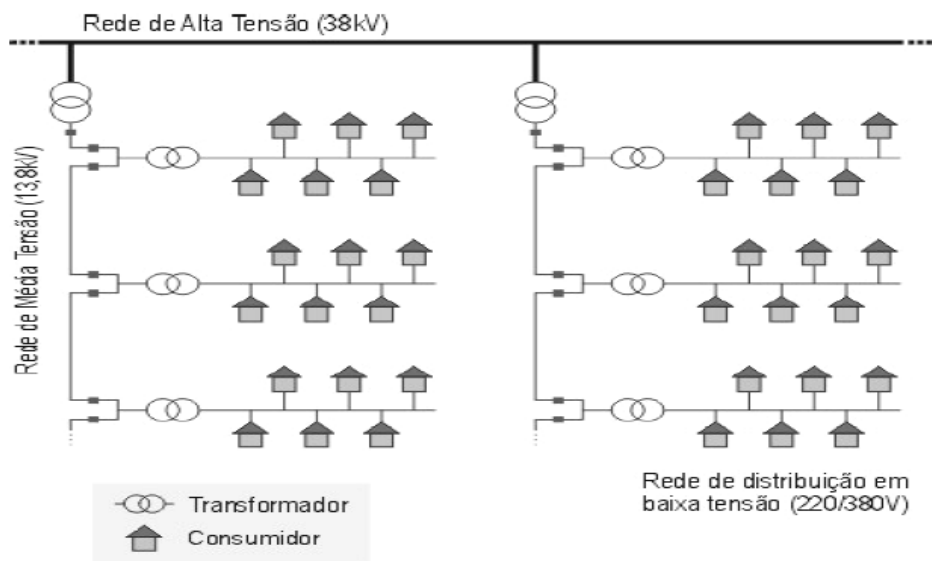 Rede de Alta Tensão (38kV)
Rede de Média Tensão (13,8kV)
Rede de distribuição em
baixa tensão (220/380V)
Transformador
Consumidor